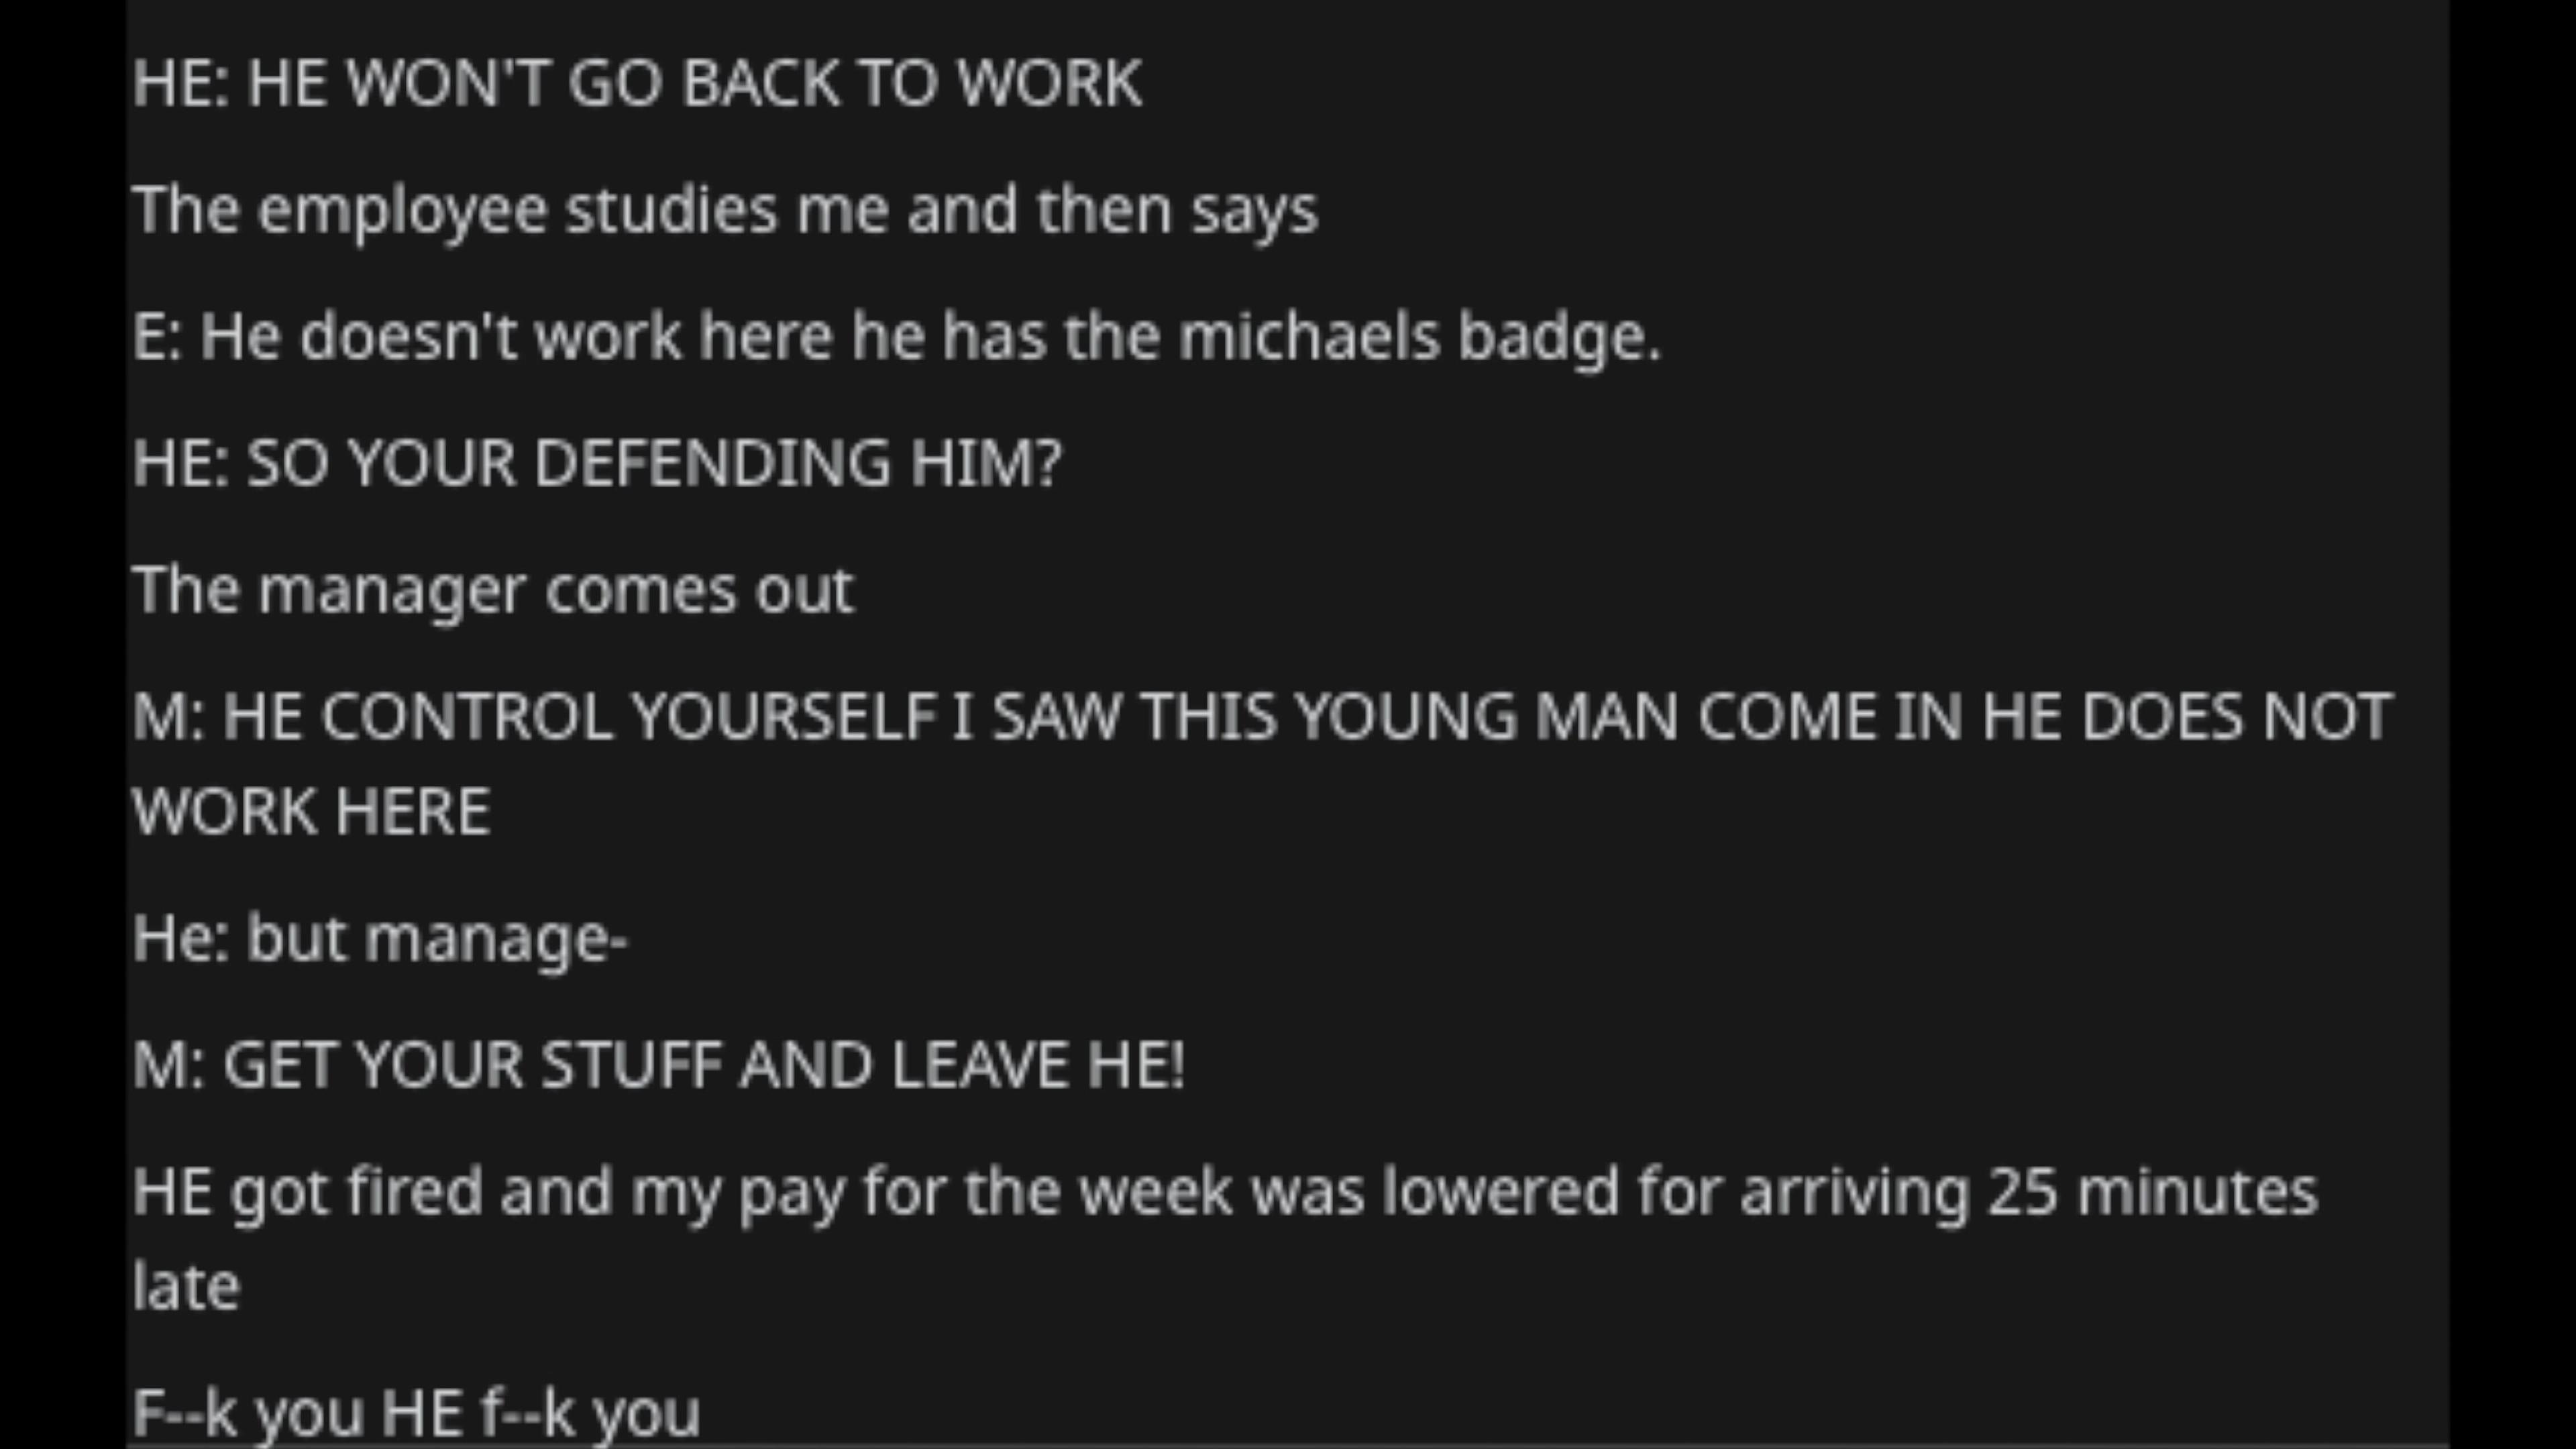 HE: HE WON'T GO BACK TO WORK
The employee studies me and then says
E: He doesn't work here he has the michaels badge.
HE: SO YOUR DEFENDING HIM?
The manager comes out
M: HE CONTROL YOURSELF I SAW THIS YOUNG MAN COME IN HE DOES NOT
WORK HERE
He: but manage-
M: GET YOUR STUFF AND LEAVE HE!
HE got fired and my pay for the week was lowered for arriving 25 minutes
late
F--k you HE f--k you